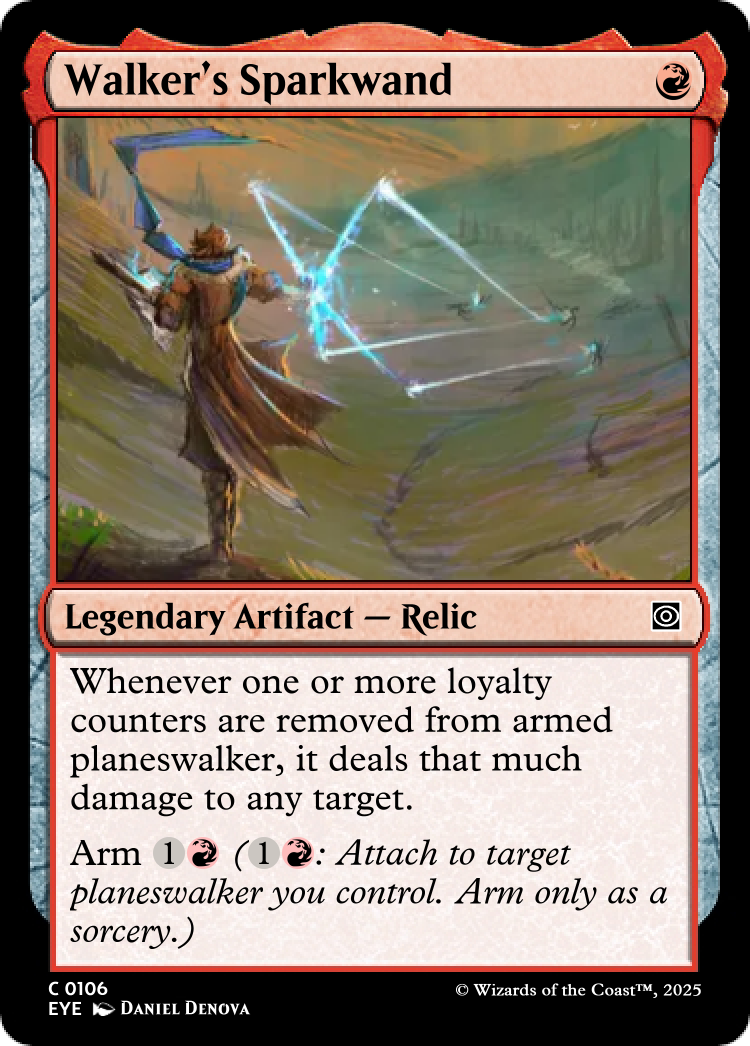 Walker's Sparkwand
Legendary Artifact — Relic
Whenever one or more loyalty
counters are removed from armed
planeswalker, it deals that much
damage to any target.
Arm 1 (1: Attach to target
planeswalker you control. Arm only as a
sorcery.)
C 0106
EYE DANIEL DENOVA
© Wizards of the Coast™, 2025